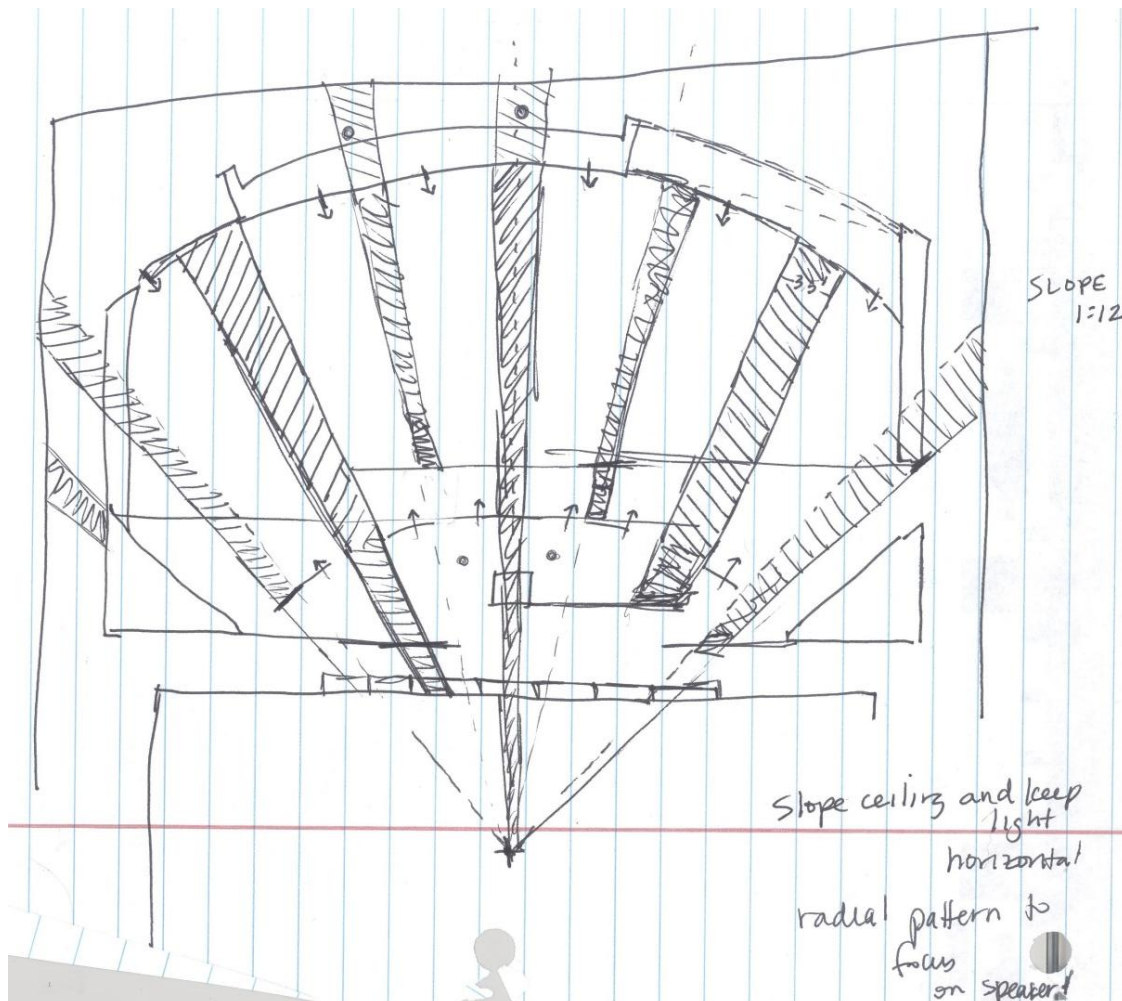 SLOPE
1:12
Slope ceiling and keep
light
horizontal
radial pattern to
focus
on speaker